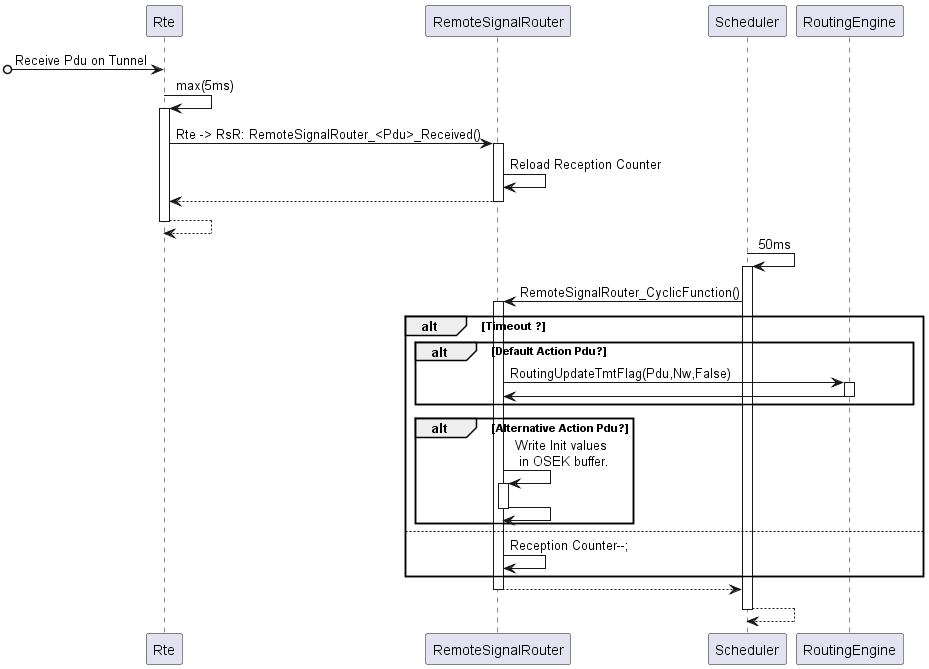 Rte
RemoteSignalRouter
Scheduler
RoutingEngine
Receive Pdu on Tunnel
max(5ms)
Rte -> RsR: RemoteSignalRouter_<Pdu>_Received()
Reload Reception Counter
50ms
RemoteSignalRouter_CyclicFunction()
alt
[Timeout ?]
alt
[Default Action Pdu?]
RoutingUpdateTmtFlag(Pdu,Nw,False)
alt
[Alternative Action Pdu?]
Write Init values
in OSEK buffer.
Reception Counter--;
Rte
RemoteSignalRouter
Scheduler
RoutingEngine